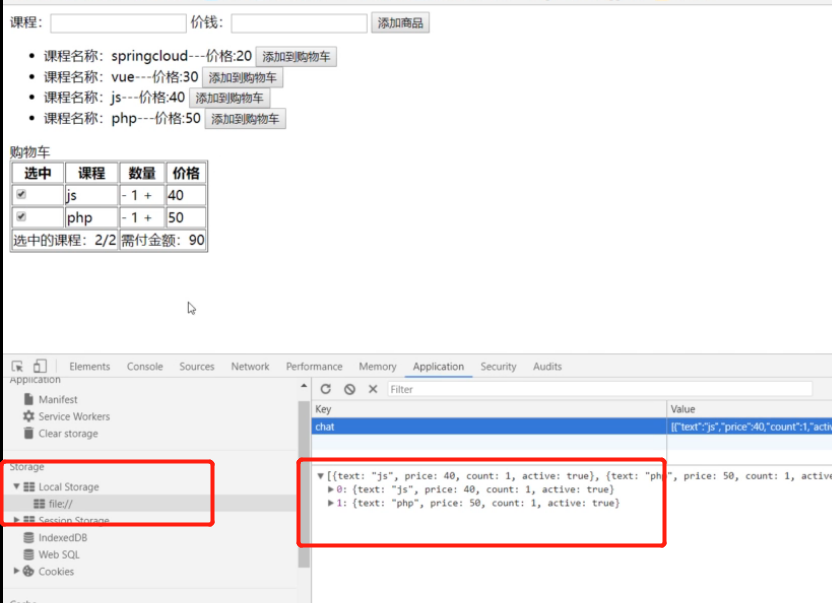 课程： 价钱： 添加商品
• 课程名称：springcloud---价格:20 添加到购物车
• 课程名称：vue---价格:30 添加到购物车
• 课程名称：js---价格:40 添加到购物车
• 课程名称：php---价格:50 添加到购物车
购物车
选中 课程 数量 价格
js - 1 + 40
php - 1 + 50
选中的课程：2/2 需付金额：90
Elements Console Sources Network Performance Memory Application Security Audits
Application
Filter
Manifest
Service Workers
Clear storage
Key Value
chat [{"text":"js","price":40,"count":1,"activ
Storage
▼ Local Storage
file://
▶ Session Storage
IndexedDB
Web SQL
▶ Cookies
▼[{text: "js", price: 40, count: 1, active: true}, {text: "php", price: 50, count: 1, active
▶0: {text: "js", price: 40, count: 1, active: true}
▶1: {text: "php", price: 50, count: 1, active: true}